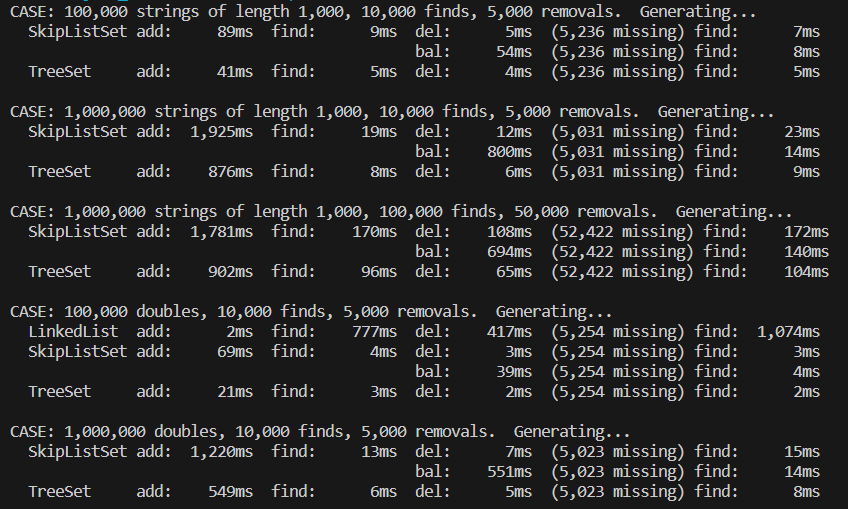 CASE: 100,000 strings of length 1,000, 10,000 finds, 5,000 removals.  Generating...
  SkipListSet add:     89ms  find:      9ms  del:      5ms  (5,236 missing) find:      7ms
                                             bal:     54ms  (5,236 missing) find:      8ms
  TreeSet     add:     41ms  find:      5ms  del:      4ms  (5,236 missing) find:      5ms

CASE: 1,000,000 strings of length 1,000, 10,000 finds, 5,000 removals.  Generating...
  SkipListSet add:  1,925ms  find:     19ms  del:     12ms  (5,031 missing) find:     23ms
                                             bal:    800ms  (5,031 missing) find:     14ms
  TreeSet     add:    876ms  find:      8ms  del:      6ms  (5,031 missing) find:      9ms

CASE: 1,000,000 strings of length 1,000, 100,000 finds, 50,000 removals.  Generating...
  SkipListSet add:  1,781ms  find:    170ms  del:    108ms  (52,422 missing) find:    172ms
                                             bal:    694ms  (52,422 missing) find:    140ms
  TreeSet     add:    902ms  find:     96ms  del:     65ms  (52,422 missing) find:    104ms

CASE: 100,000 doubles, 10,000 finds, 5,000 removals.  Generating...
  LinkedList  add:      2ms  find:    777ms  del:    417ms  (5,254 missing) find:  1,074ms
  SkipListSet add:     69ms  find:      4ms  del:      3ms  (5,254 missing) find:      3ms
                                             bal:     39ms  (5,254 missing) find:      4ms
  TreeSet     add:     21ms  find:      3ms  del:      2ms  (5,254 missing) find:      2ms

CASE: 1,000,000 doubles, 10,000 finds, 5,000 removals.  Generating...
  SkipListSet add:  1,220ms  find:     13ms  del:      7ms  (5,023 missing) find:     15ms
                                             bal:    551ms  (5,023 missing) find:     14ms
  TreeSet     add:    549ms  find:      6ms  del:      5ms  (5,023 missing) find:      8ms